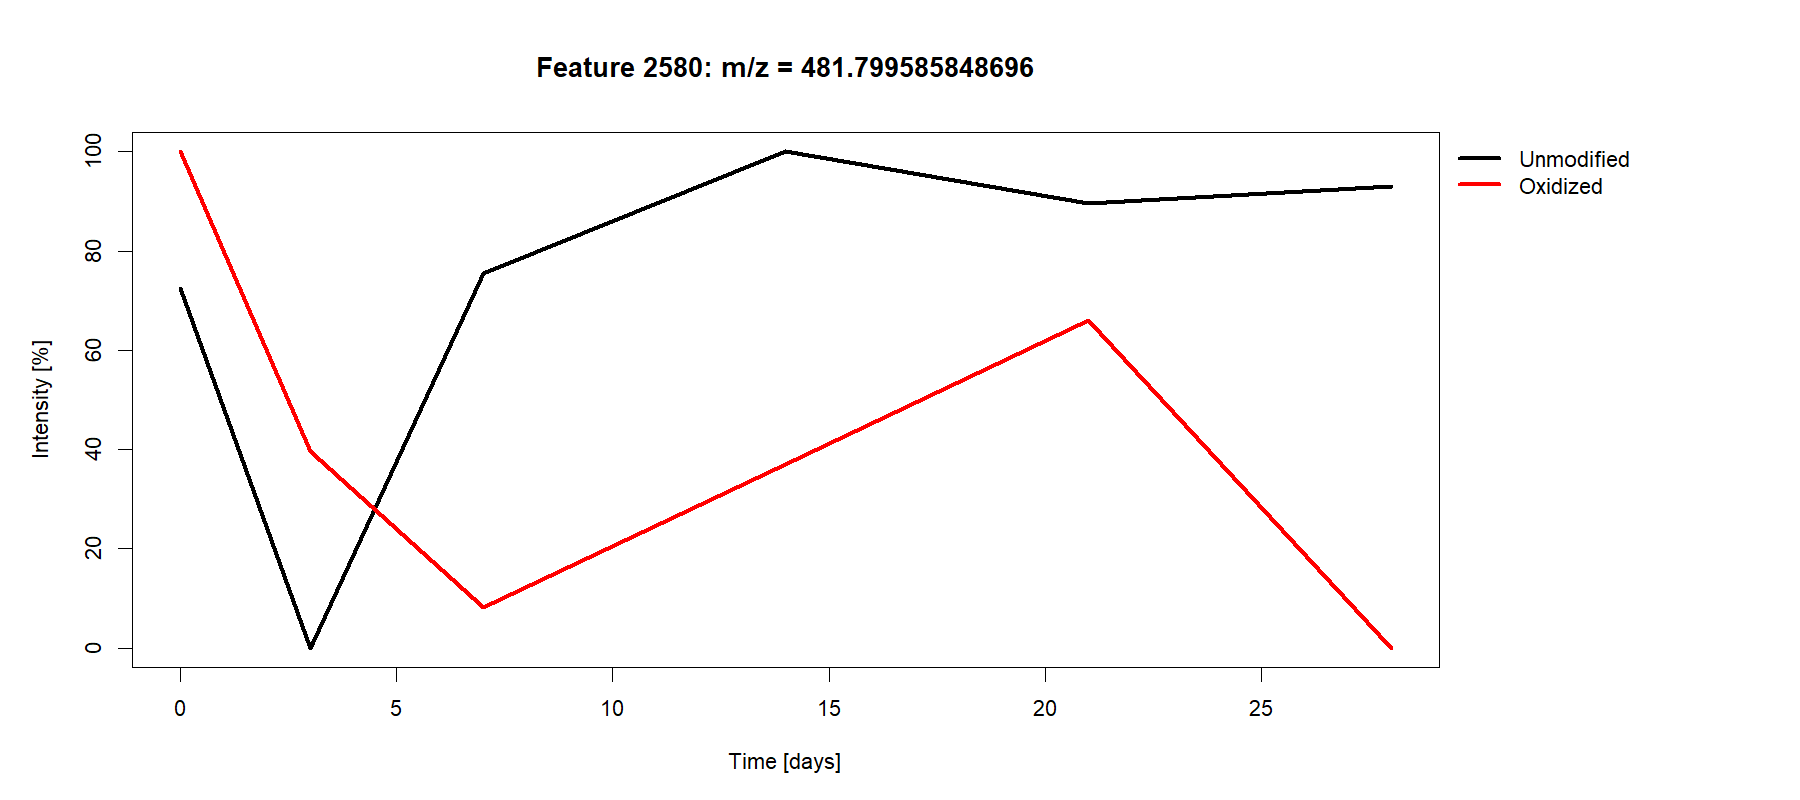 Feature 2580: m/z = 481.799585848696
Unmodified
Oxidized
Intensity [%]
100
80
60
40
20
0
0 5 10 15 20 25
Time [days]